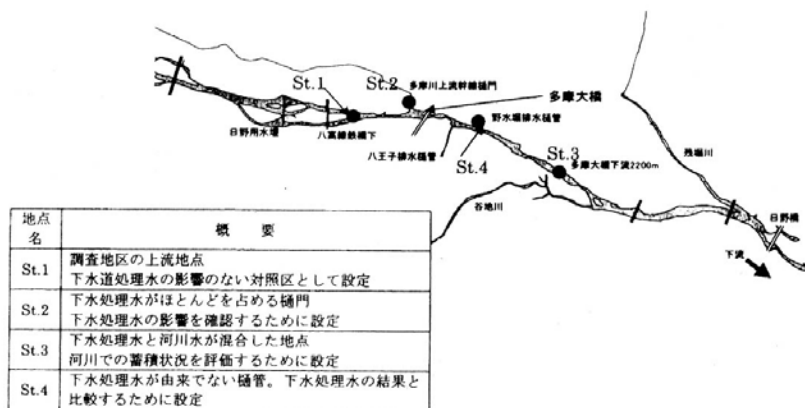 St.1
St.2
多摩川上流幹線樋門
多摩大橋
野水堀排水樋管
日野用水堰
八高線鉄橋下
八王子排水樋管
St.4
St.3
多摩大橋下流2200m
残堀川
谷地川
日野橋
下流
地点名
概要
St.1
調査地区の上流地点
下水道処理水の影響のない対照区として設定
St.2
下水処理水がほとんどを占める樋門
下水処理水の影響を確認するために設定
St.3
下水処理水と河川水が混合した地点
河川での蓄積状況を評価するために設定
St.4
下水処理水が由来でない樋管。下水処理水の結果と
比較するために設定